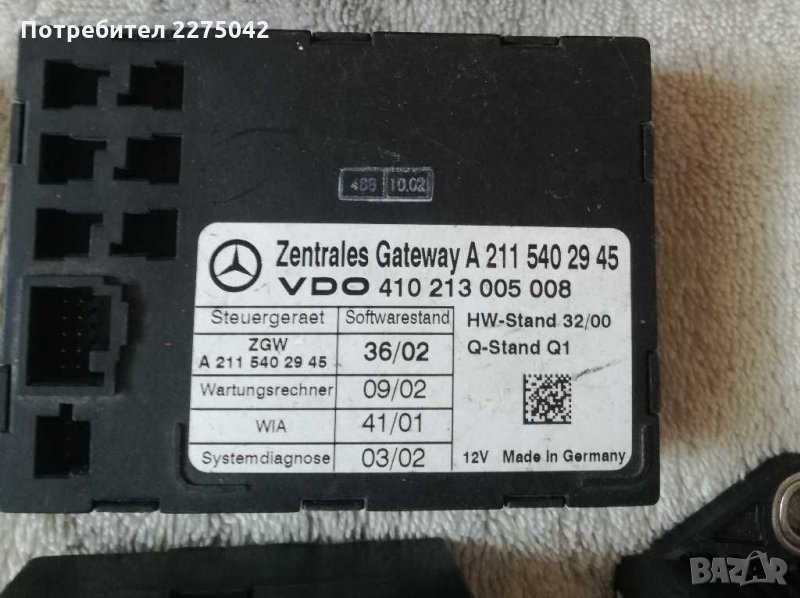 Потребител 2275042
10.02
Zentrales Gateway A 211 540 29 45
VDO 410 213 005 008
Steuergeraet Softwarestand HW-Stand 32/00
ZGW
A 211 540 29 45 36/02 Q-Stand Q1
Wartungsrechner 09/02
WIA 41/01
Systemdiagnose 03/02 12V Made In Germany
BAZAR